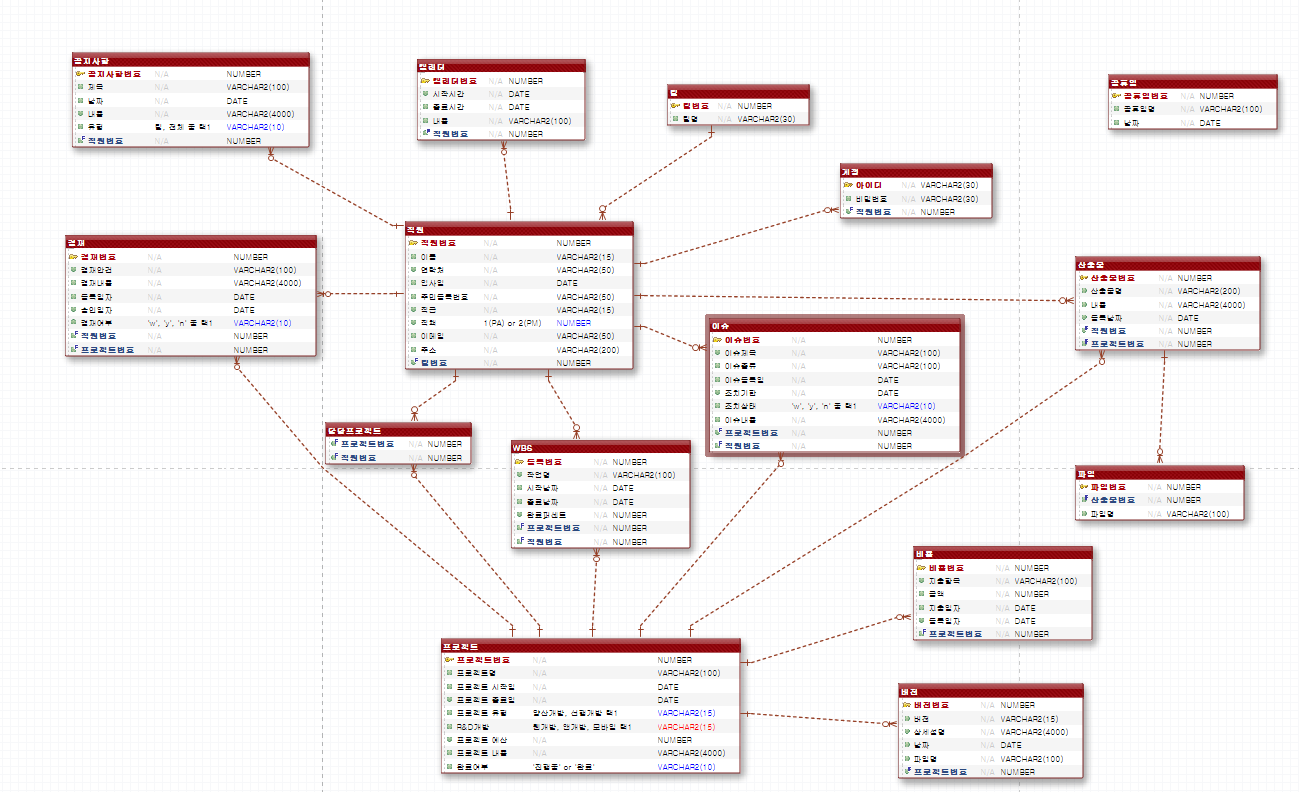 공지사항
공지사항번호 N/A NUMBER
제목 N/A VARCHAR2(100)
날짜 N/A DATE
내용 N/A VARCHAR2(4000)
유형 팀, 전체 중 택1 VARCHAR2(10)
직원번호 N/A NUMBER
캘린더
캘린더번호 N/A NUMBER
시작시간 N/A DATE
종료시간 N/A DATE
내용 N/A VARCHAR2(100)
직원번호 N/A NUMBER
팀
팀번호 N/A NUMBER
팀명 N/A VARCHAR2(30)
공휴일
공휴일번호 N/A NUMBER
공휴일명 N/A VARCHAR2(100)
날짜 N/A DATE
계정
아이디 N/A VARCHAR2(30)
비밀번호 N/A VARCHAR2(30)
직원번호 N/A NUMBER
직원
직원번호 N/A NUMBER
이름 N/A VARCHAR2(15)
연락처 N/A VARCHAR2(50)
입사일 N/A DATE
주민등록번호 N/A VARCHAR2(50)
직급 N/A VARCHAR2(15)
직책 1(PA) or 2(PM) NUMBER
이메일 N/A VARCHAR2(50)
주소 N/A VARCHAR2(200)
팀번호 N/A NUMBER
결재
결재번호 N/A NUMBER
결재안건 N/A VARCHAR2(100)
결재내용 N/A VARCHAR2(4000)
등록일자 N/A DATE
승인일자 N/A DATE
결재여부 'w', 'y', 'n' 중 택1 VARCHAR2(10)
직원번호 N/A NUMBER
프로젝트번호 N/A NUMBER
산출물
산출물번호 N/A NUMBER
산출물명 N/A VARCHAR2(200)
내용 N/A VARCHAR2(4000)
등록날짜 N/A DATE
직원번호 N/A NUMBER
프로젝트번호 N/A NUMBER
이슈
이슈번호 N/A NUMBER
이슈제목 N/A VARCHAR2(100)
이슈종류 N/A VARCHAR2(100)
이슈등록일 N/A DATE
조치기한 N/A DATE
조치상태 'w', 'y', 'n' 중 택1 VARCHAR2(10)
이슈내용 N/A VARCHAR2(4000)
프로젝트번호 N/A NUMBER
직원번호 N/A NUMBER
담당프로젝트
프로젝트번호 N/A NUMBER
직원번호 N/A NUMBER
WBS
등록번호 N/A NUMBER
작업명 N/A VARCHAR2(100)
시작날짜 N/A DATE
종료날짜 N/A DATE
완료퍼센트 N/A NUMBER
프로젝트번호 N/A NUMBER
직원번호 N/A NUMBER
파일
파일번호 N/A NUMBER
산출물번호 N/A NUMBER
파일명 N/A VARCHAR2(100)
비용
비용번호 N/A NUMBER
지출항목 N/A VARCHAR2(100)
금액 N/A NUMBER
지출일자 N/A DATE
등록일자 N/A DATE
프로젝트번호 N/A NUMBER
프로젝트
프로젝트번호 N/A NUMBER
프로젝트명 N/A VARCHAR2(100)
프로젝트 시작일 N/A DATE
프로젝트 종료일 N/A DATE
프로젝트 유형 양산개발, 선행개발 택1 VARCHAR2(15)
R&D개발 웹개발, 앱개발, 모바일 택1 VARCHAR2(15)
프로젝트 예산 N/A NUMBER
프로젝트 내용 N/A VARCHAR2(4000)
완료여부 '진행중' or '완료' VARCHAR2(10)
버전
버전번호 N/A NUMBER
버전 N/A VARCHAR2(15)
상세설명 N/A VARCHAR2(4000)
날짜 N/A DATE
파일명 N/A VARCHAR2(100)
프로젝트번호 N/A NUMBER